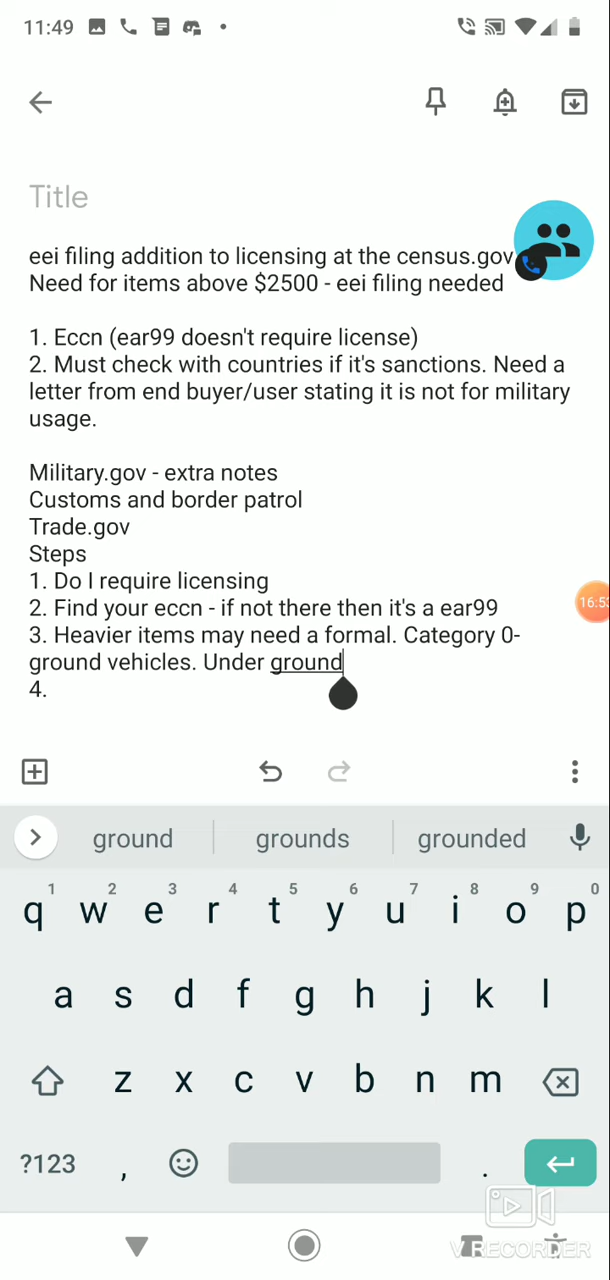 11:49
Title
eei filing addition to licensing at the census.gov
Need for items above $2500 - eei filing needed
1. Eccn (ear99 doesn't require license)
2. Must check with countries if it's sanctions. Need a
letter from end buyer/user stating it is not for military
usage.
Military.gov - extra notes
Customs and border patrol
Trade.gov
Steps
1. Do I require licensing
2. Find your eccn - if not there then it's a ear99
16:53
3. Heavier items may need a formal. Category 0-
ground vehicles. Under ground
4.
ground grounds grounded
1 2 3 4 5 6 7 8 9 0
q w e r t y u i o p
a s d f g h j k l
z x c v b n m
?123 , .
VRECORDER